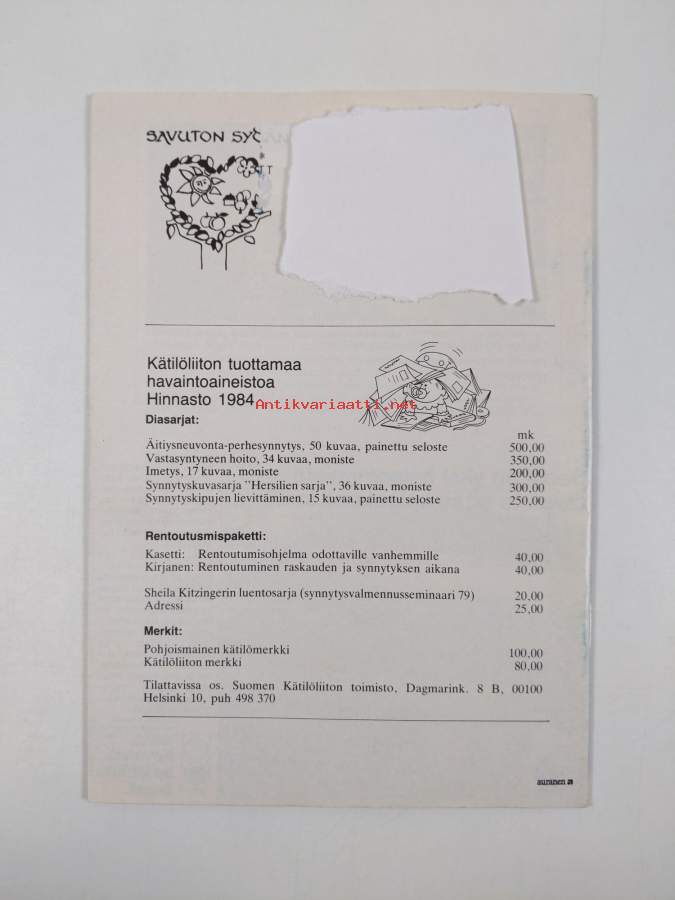 SAVUTON
TT
Kätilöliiton tuottamaa
havaintoaineistoa
Hinnasto 1984
Antikvariaatti.net
Diasarjat:
mk
Äitiysneuvonta-perhesynnytys, 50 kuvaa, painettu seloste 500,00
Vastasyntyneen hoito, 34 kuvaa, moniste 350,00
Imetys, 17 kuvaa, moniste 200,00
Synnytyskuvasarja "Hersilien sarja", 36 kuvaa, moniste 300,00
Synnytyskipujen lievittäminen, 15 kuvaa, painettu seloste 250,00
Rentoutusmispaketti:
Kasetti: Rentoutumisohjelma odottaville vanhemmille 40,00
Kirjanen: Rentoutuminen raskauden ja synnytyksen aikana 40,00
Sheila Kitzingerin luentosarja (synnytysvalmennusseminaari 79) 20,00
Adressi 25,00
Merkit:
Pohjoismainen kätilömerkki 100,00
Kätilöliiton merkki 80,00
Tilattavissa os. Suomen Kätilöliiton toimisto, Dagmarink. 8 B, 00100
Helsinki 10, puh 498 370
auranen